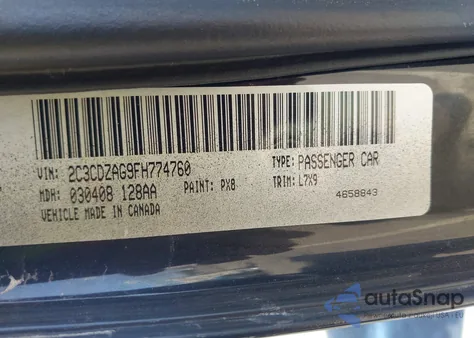 VIN: 2C3CDZAG9FH774760 TYPE: PASSENGER CAR
MDH: 030408 128AA PAINT: PX8 TRIM: L7X9
VEHICLE MADE IN CANADA 4658843
autoSnap